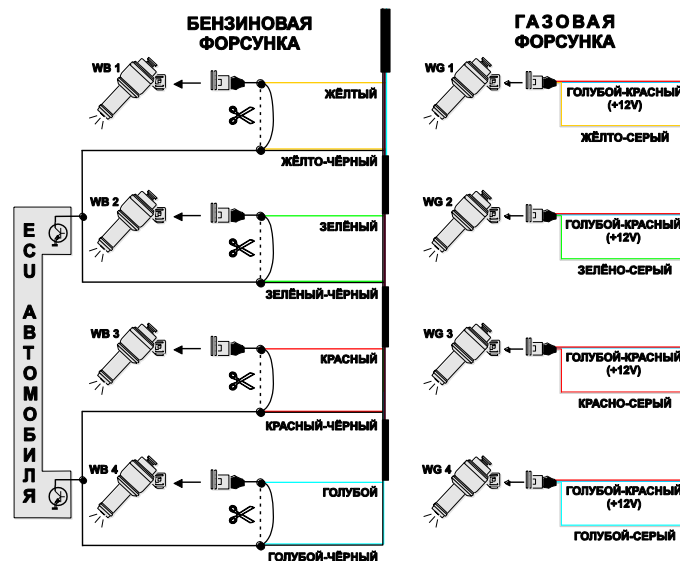 БЕНЗИНОВАЯ
ФОРСУНКА
WB 1
ЖЁЛТЫЙ
ЖЁЛТО-ЧЁРНЫЙ
WB 2
ЗЕЛЁНЫЙ
ЗЕЛЁНЫЙ-ЧЁРНЫЙ
WB 3
КРАСНЫЙ
КРАСНЫЙ-ЧЁРНЫЙ
WB 4
ГОЛУБОЙ
ГОЛУБОЙ-ЧЁРНЫЙ
ECU АВТОМОБИЛЯ
ГАЗОВАЯ
ФОРСУНКА
WG 1
ГОЛУБОЙ-КРАСНЫЙ
(+12V)
ЖЁЛТО-СЕРЫЙ
WG 2
ГОЛУБОЙ-КРАСНЫЙ
(+12V)
ЗЕЛЁНО-СЕРЫЙ
WG 3
ГОЛУБОЙ-КРАСНЫЙ
(+12V)
КРАСНО-СЕРЫЙ
WG 4
ГОЛУБОЙ-КРАСНЫЙ
(+12V)
ГОЛУБОЙ-СЕРЫЙ